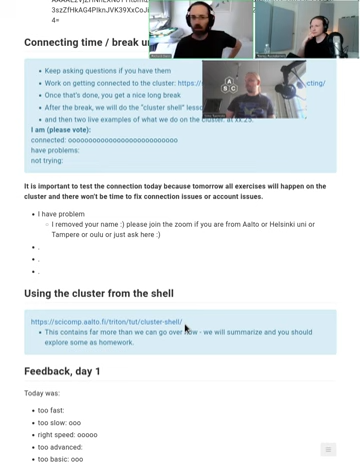 3szZfHkAG4PIknJVK39XxCoJ
4=
Connecting time / break u
Keep asking questions if you have them
Work on getting connected to the cluster: https:// cting/
Once that's done, you get a nice long break
After the break, we will do the "cluster shell" less
and then two live examples of what we do on the cluster. at xx:25.
I am (please vote):
connected: ooooooooooooooooooooooooooo
have problems:
not trying:
It is important to test the connection today because tomorrow all exercises will happen on the
cluster and there won't be time to fix connection issues or account issues.
I have problem
I removed your name :) please join the zoom if you are from Aalto or Helsinki uni or
Tampere or oulu or just ask here :)
.
.
.
Using the cluster from the shell
https://scicomp.aalto.fi/triton/tut/cluster-shell/
This contains far more than we can go over now - we will summarize and you should
explore some as homework.
Feedback, day 1
Today was:
too fast:
too slow: ooo
right speed: ooooo
too advanced:
too basic: ooo